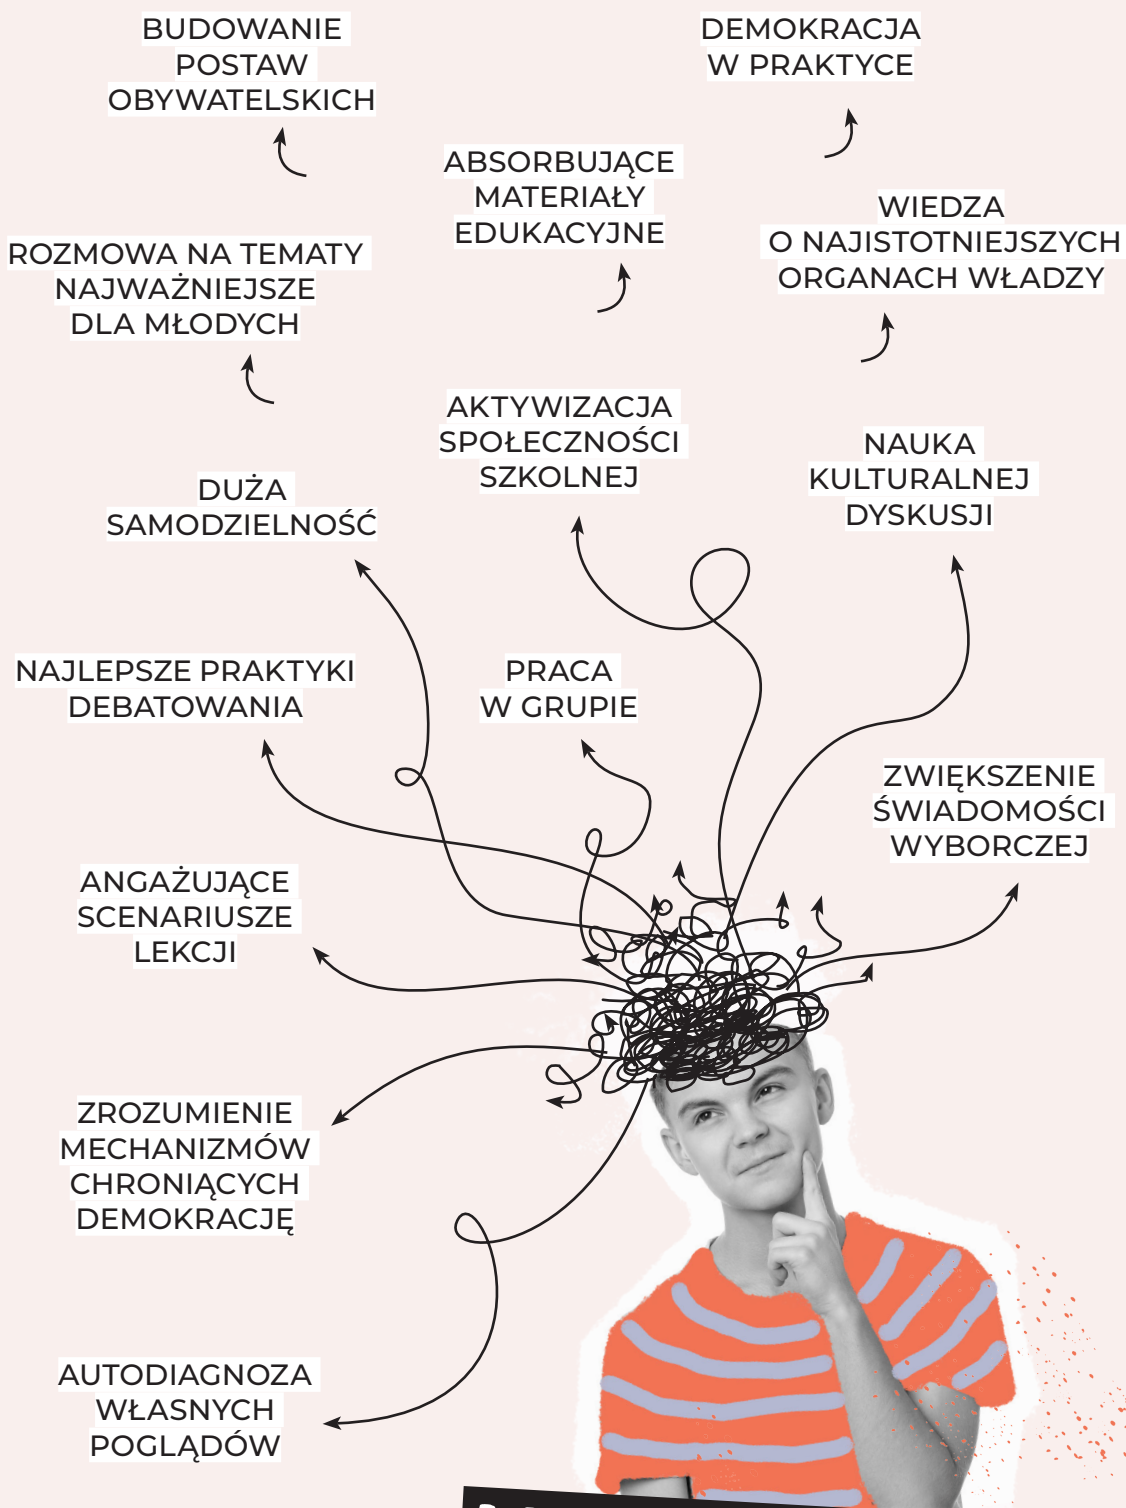 BUDOWANIE
POSTAW
OBYWATELSKICH
DEMOKRACJA
W PRAKTYCE
ABSORBUJĄCE
MATERIAŁY
EDUKACYJNE
WIEDZA
O NAJISTOTNIEJSZYCH
ORGANACH WŁADZY
ROZMOWA NA TEMATY
NAJWAŻNIEJSZE
DLA MŁODYCH
AKTYWIZACJA
SPOŁECZNOŚCI
SZKOLNEJ
NAUKA
KULTURALNEJ
DYSKUSJI
DUŻA
SAMODZIELNOŚĆ
NAJLEPSZE PRAKTYKI
DEBATOWANIA
PRACA
W GRUPIE
ZWIĘKSZENIE
ŚWIADOMOŚCI
WYBORCZEJ
ANGAŻUJĄCE
SCENARIUSZE
LEKCJI
ZROZUMIENIE
MECHANIZMÓW
CHRONIĄCYCH
DEMOKRACJĘ
AUTODIAGNOZA
WŁASNYCH
POGLĄDÓW